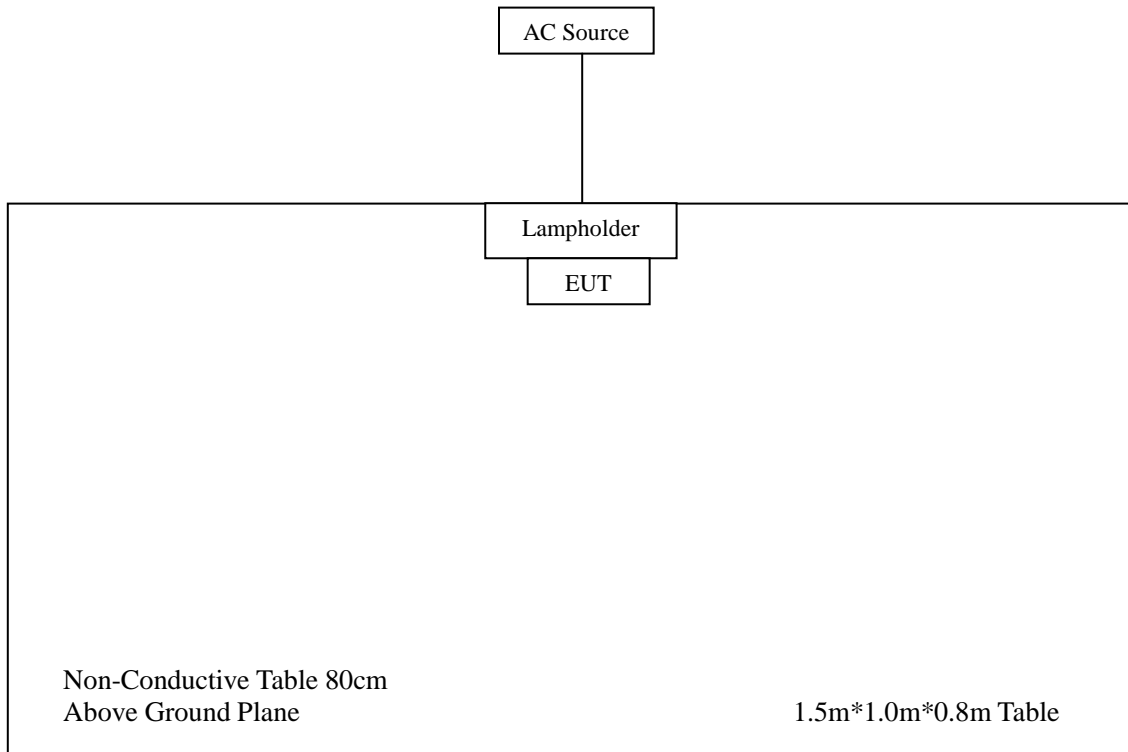 AC Source
Lampholder
EUT
Non-Conductive Table 80cm
Above Ground Plane
1.5m*1.0m*0.8m Table